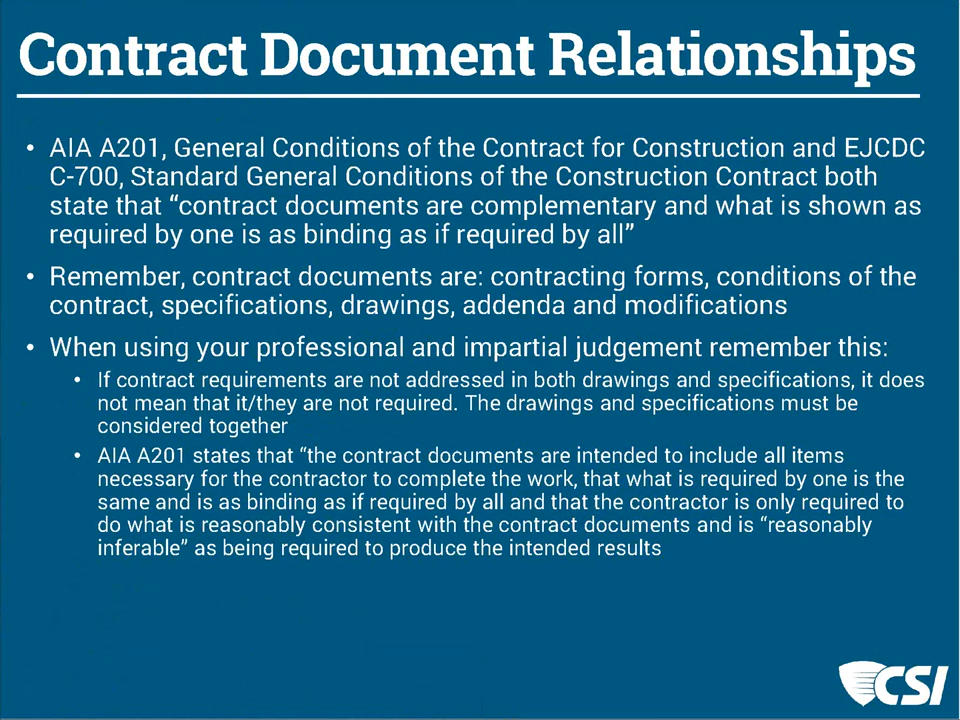 Contract Document Relationships
• AIA A201, General Conditions of the Contract for Construction and EJCDC
C-700, Standard General Conditions of the Construction Contract both
state that “contract documents are complementary and what is shown as
required by one is as binding as if required by all”
• Remember, contract documents are: contracting forms, conditions of the
contract, specifications, drawings, addenda and modifications
• When using your professional and impartial judgement remember this:
• If contract requirements are not addressed in both drawings and specifications, it does
not mean that it/they are not required. The drawings and specifications must be
considered together
• AIA A201 states that “the contract documents are intended to include all items
necessary for the contractor to complete the work, that what is required by one is the
same and is as binding as if required by all and that the contractor is only required to
do what is reasonably consistent with the contract documents and is “reasonably
inferable” as being required to produce the intended results
CSI